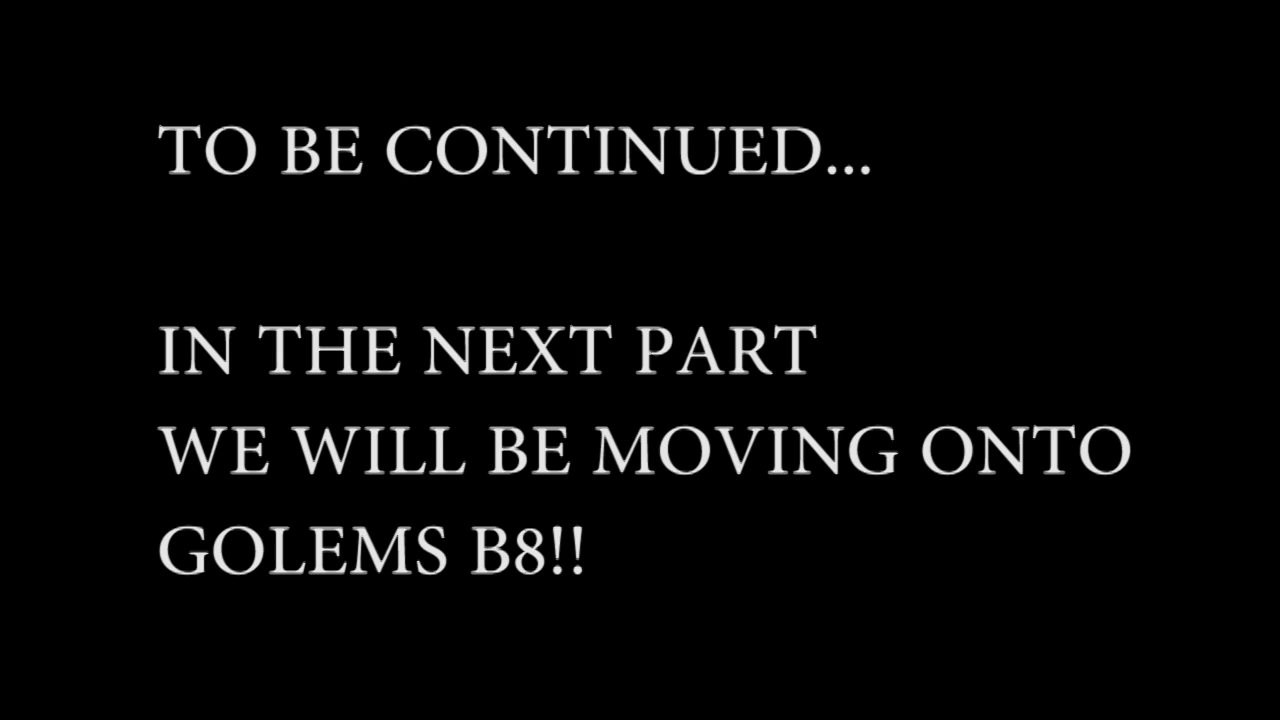 TO BE CONTINUED...
IN THE NEXT PART
WE WILL BE MOVING ONTO
GOLEMS B8!!